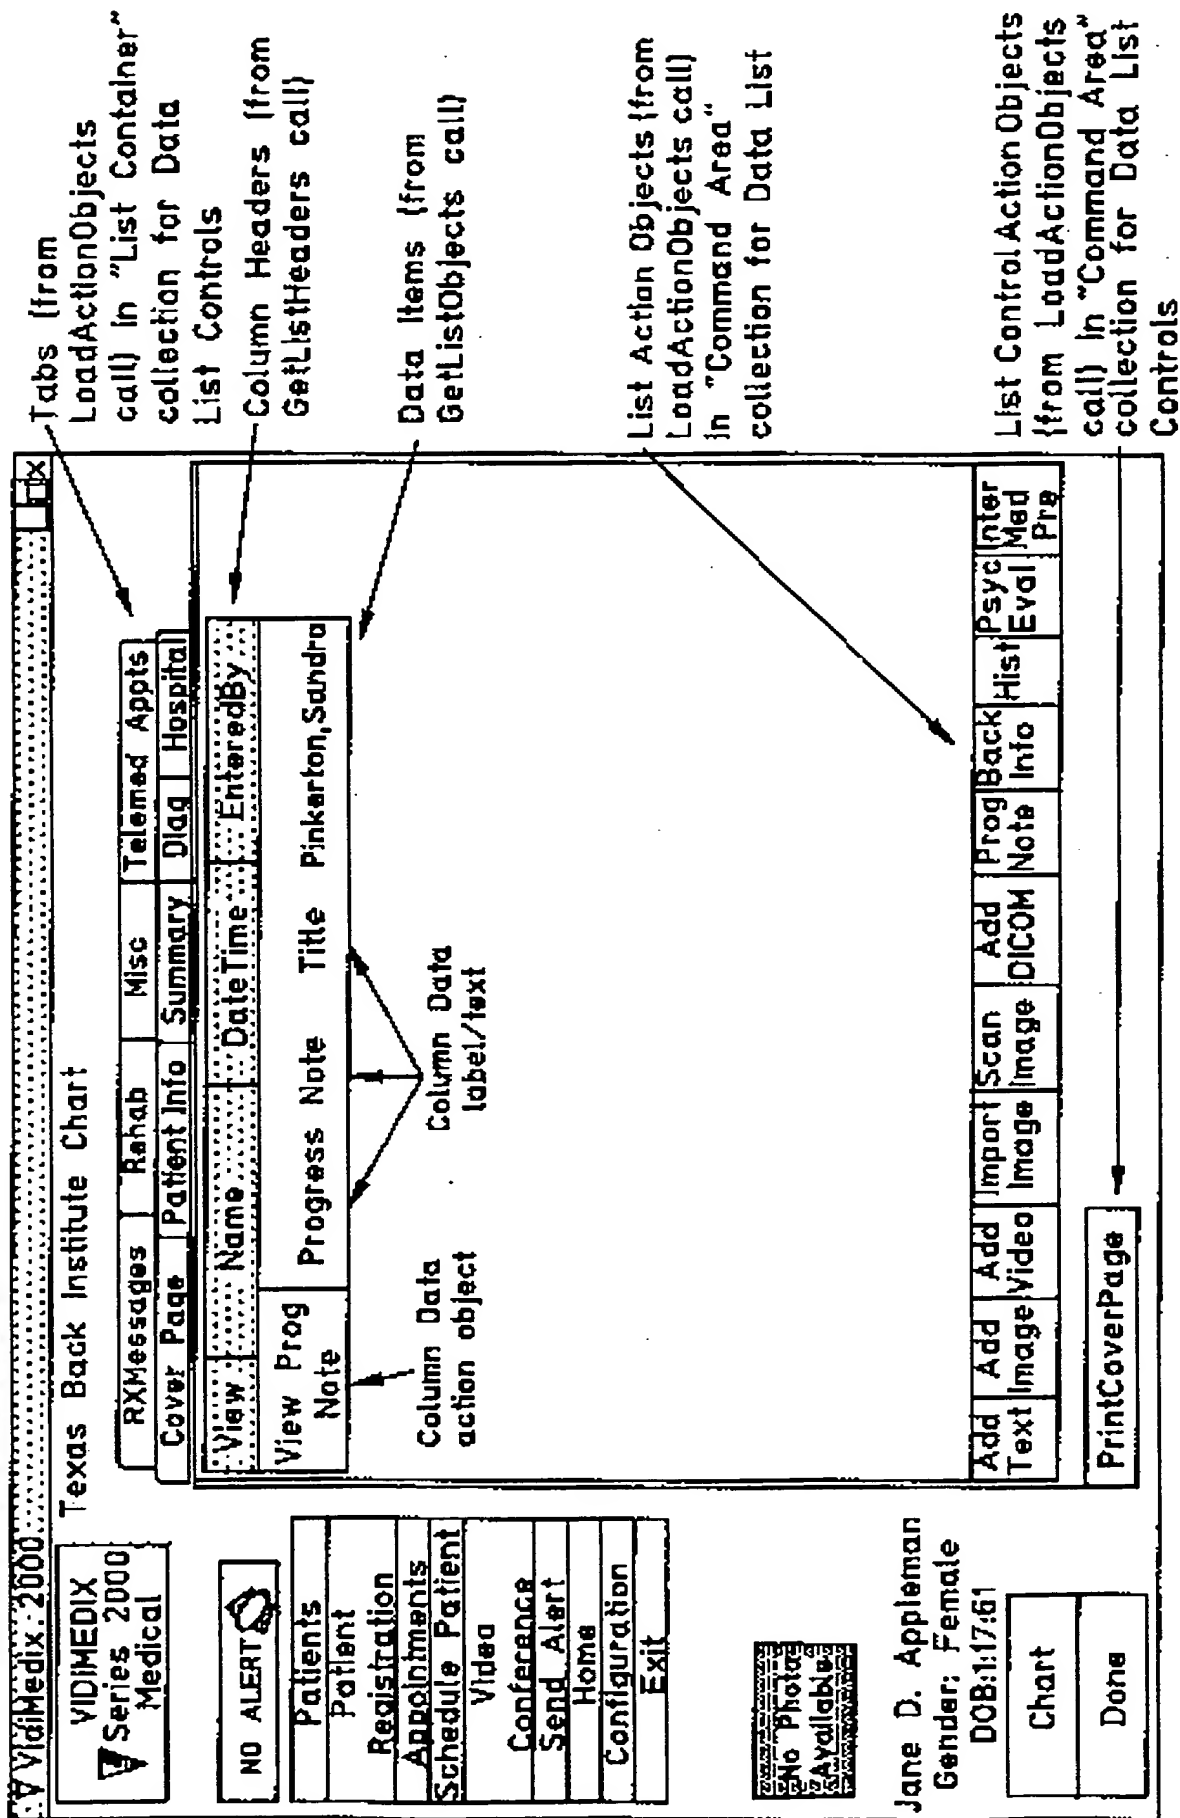 VidiMedix 2000
VIDIMEDIX
Series 2000
Medical
Texas Back Institute Chart
NO ALERT
Patients
Patient
Registration
Appointments
Schedule Patient
Video
Conference
Send Alert
Home
Configuration
Exit
No Photo
Available
Jane D. Appleman
Gender: Female
DOB:1:17:61
Chart
Done
RXMessages Rehab Misc Telemed Appts
Cover Page Patient Info Summary Diag Hospital
View Name DateTime EnteredBy
View Prog
Note
Progress Note Title Pinkerton,Sandra
Column Data
action object
Column Data
label/text
Add
Text
Add
Image
Add
Video
Import
Image
Scan
Image
Add
DICOM
Prog
Note
Back
Info
Hist
Psyc
Eval
Inter
Med
Pre
PrintCoverPage
Tabs (from
LoadActionObjects
call) in "List Container"
collection for Data
List Controls
Column Headers (from
GetListHeaders call)
Data Items (from
GetListObjects call)
List Action Objects (from
LoadActionObjects call)
in "Command Area"
collection for Data List
List Control Action Objects
(from LoadActionObjects
call) in "Command Area"
collection for Data List
Controls